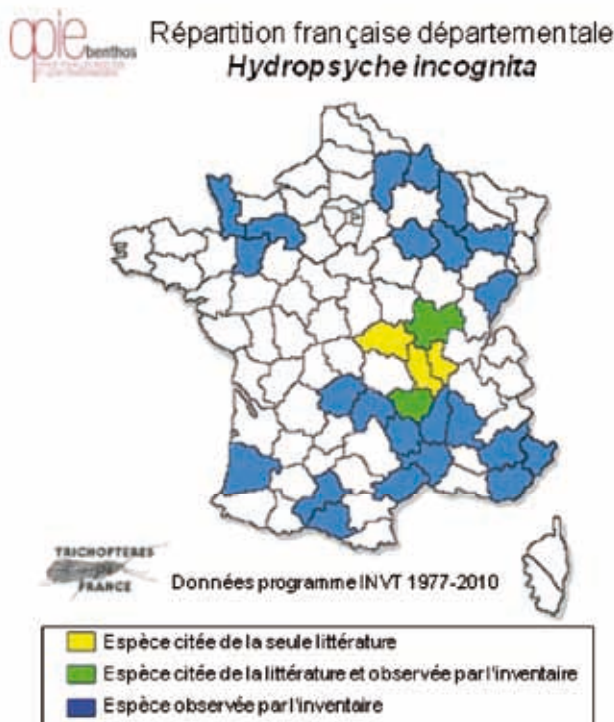 opie/benthos
Répartition française départementale
Hydropsyche incognita
TRICHOPTÈRES
FRANCE
Données programme INVT 1977-2010
Espèce citée de la seule littérature
Espèce citée de la littérature et observée par l'inventaire
Espèce observée par l'inventaire